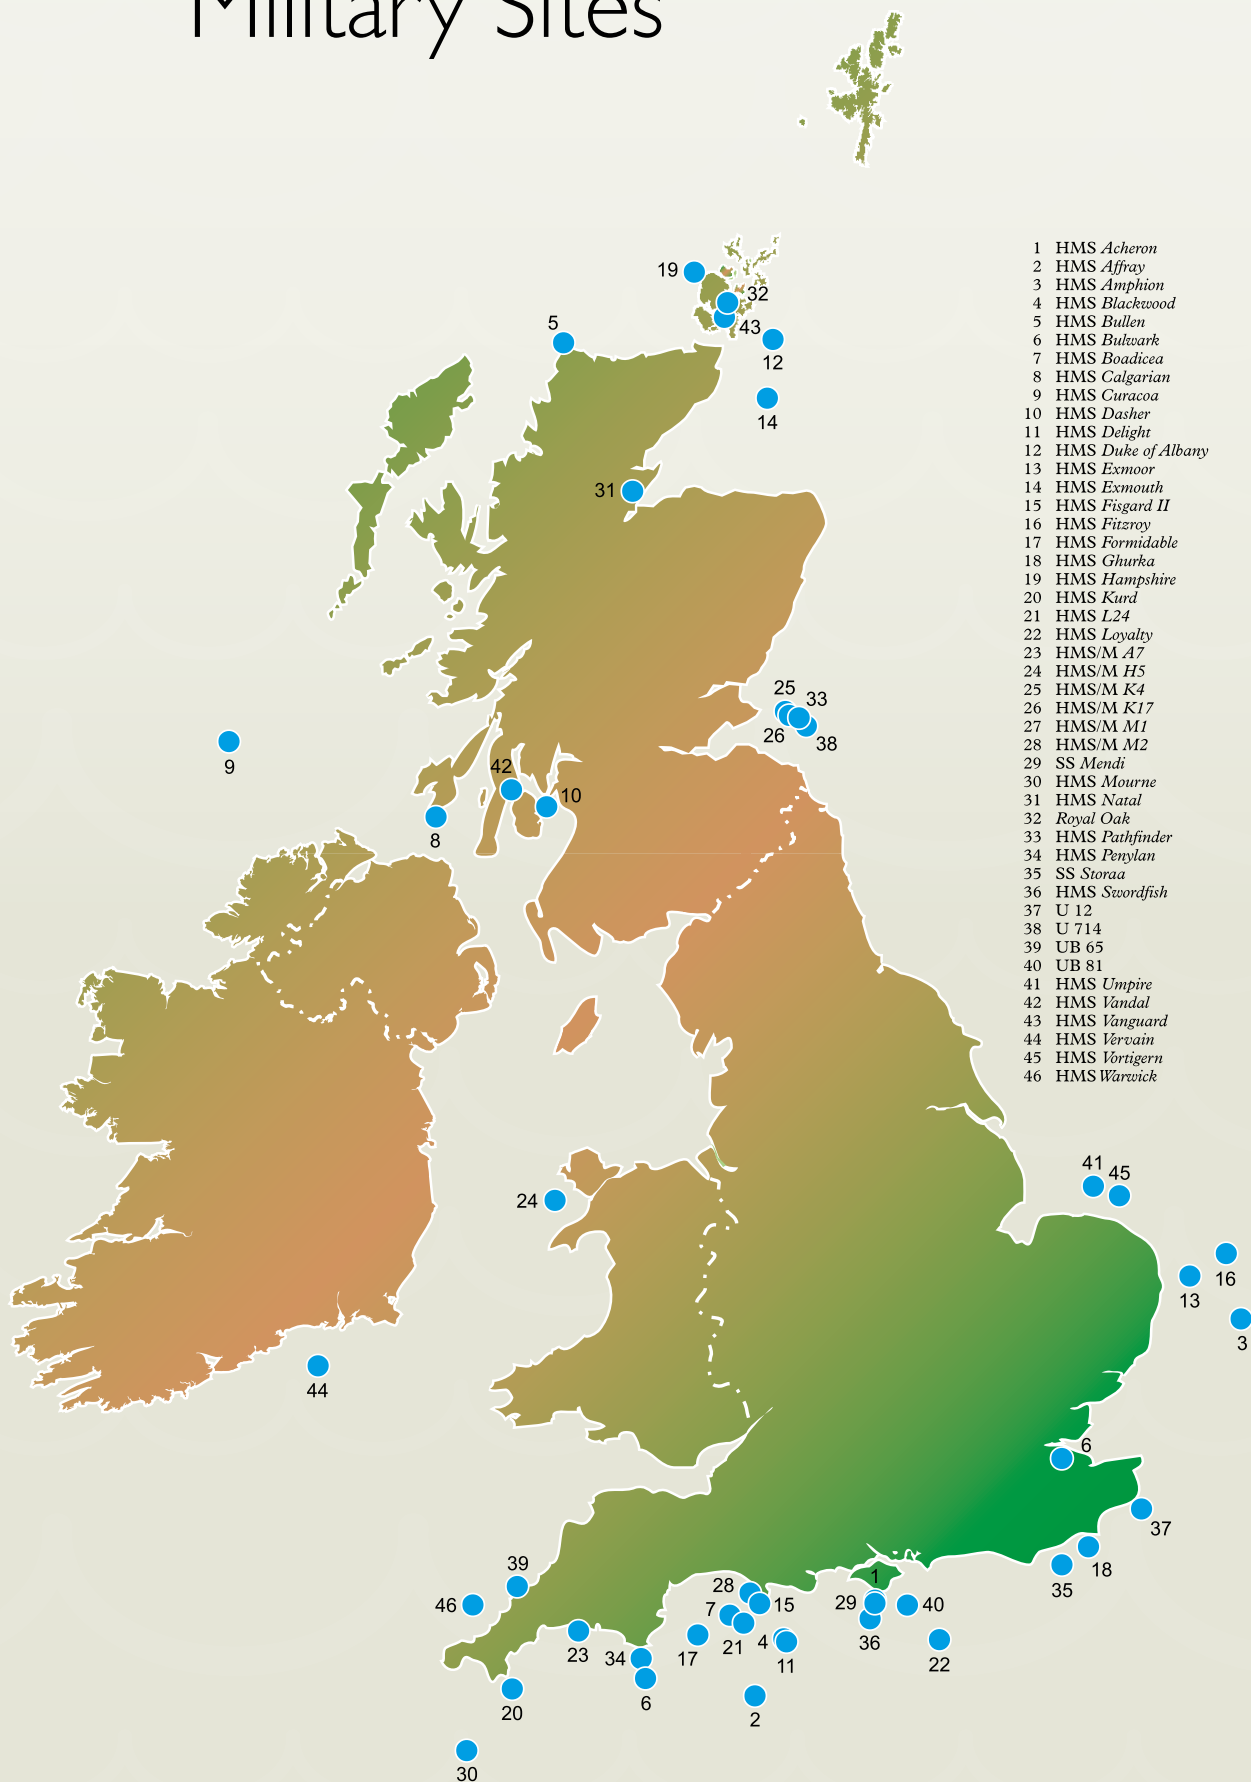 Military Sites
1 HMS Acheron
2 HMS Affray
3 HMS Amphion
4 HMS Blackwood
5 HMS Bullen
6 HMS Bulwark
7 HMS Boadicea
8 HMS Calgarian
9 HMS Curacoa
10 HMS Dasher
11 HMS Delight
12 HMS Duke of Albany
13 HMS Exmoor
14 HMS Exmouth
15 HMS Fisgard II
16 HMS Fitzroy
17 HMS Formidable
18 HMS Ghurka
19 HMS Hampshire
20 HMS Kurd
21 HMS L24
22 HMS Loyalty
23 HMS/M A7
24 HMS/M H5
25 HMS/M K4
26 HMS/M K17
27 HMS/M M1
28 HMS/M M2
29 SS Mendi
30 HMS Mourne
31 HMS Natal
32 Royal Oak
33 HMS Pathfinder
34 HMS Penylan
35 SS Storaa
36 HMS Swordfish
37 U 12
38 U 714
39 UB 65
40 UB 81
41 HMS Umpire
42 HMS Vandal
43 HMS Vanguard
44 HMS Vervain
45 HMS Vortigern
46 HMS Warwick
19
32
43
5
12
14
31
25
33
26
38
9
42
10
8
24
41
45
16
13
3
44
6
37
18
35
39
46
28
1
7
15
29
40
23
34
17
21
4
11
36
22
6
20
2
30